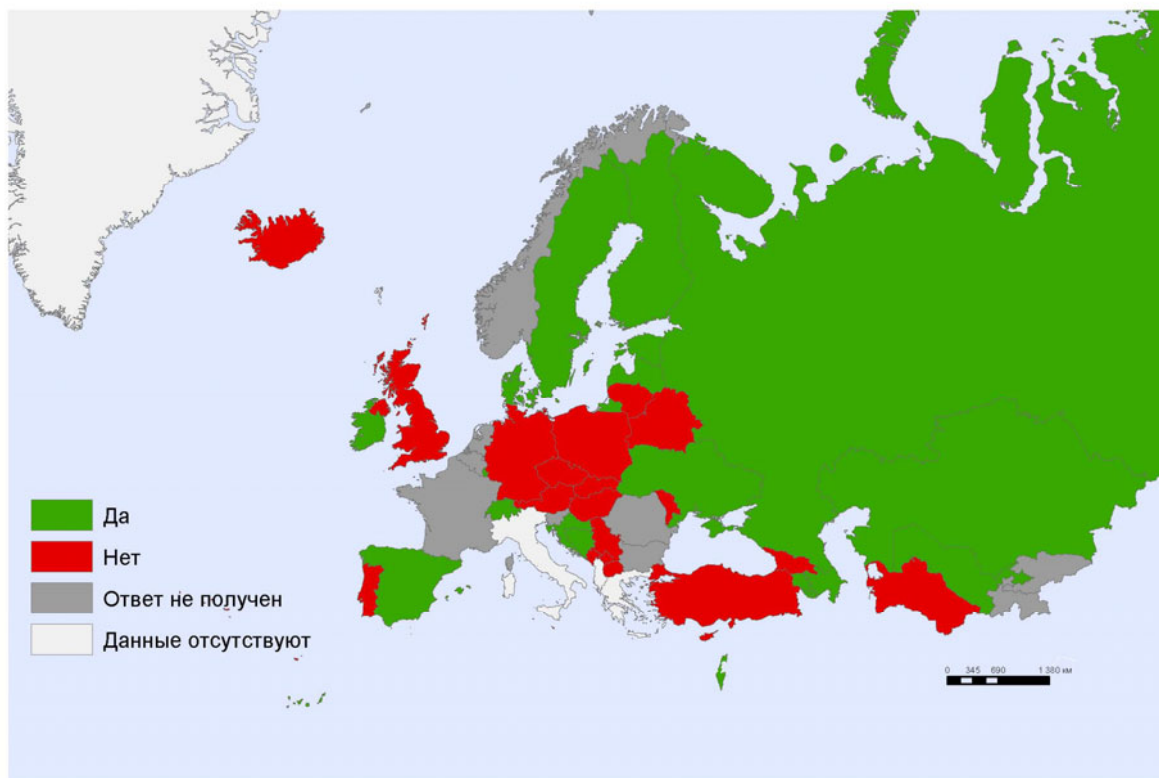 Да
Нет
Ответ не получен
Данные отсутствуют
0 345 690 1 380 км